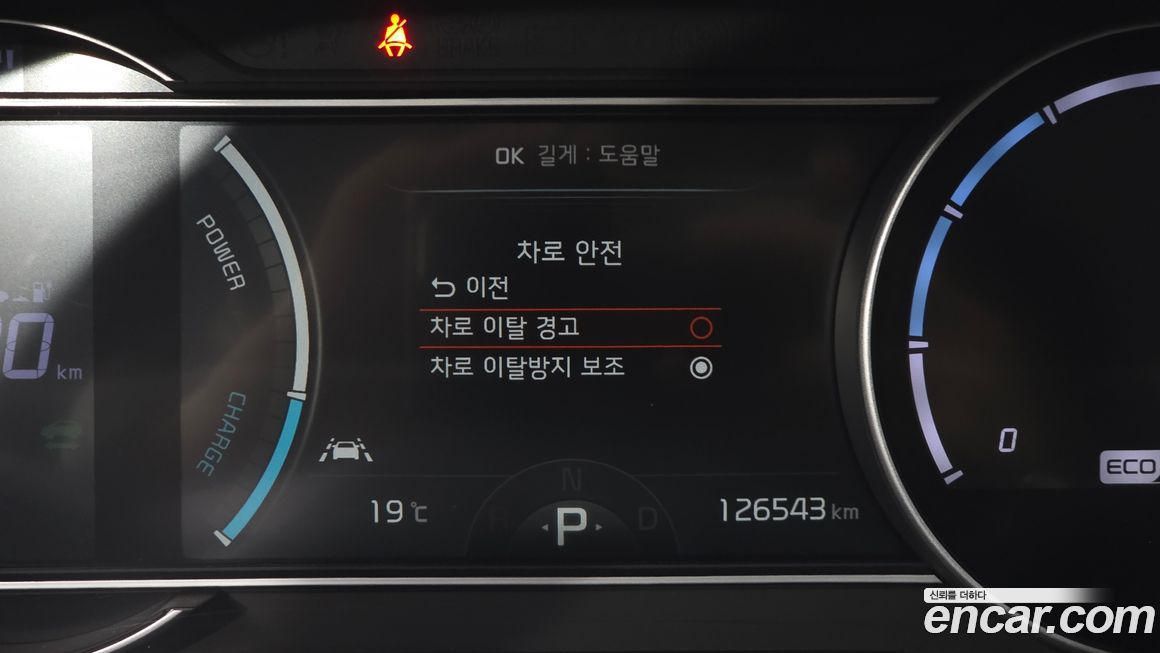 OK 길게 : 도움말
차로 안전
이전
차로 이탈 경고
차로 이탈방지 보조
POWER
CHARGE
km
N
R P D
19℃
126543 km
0
ECO
신뢰를 더하다
encar.com